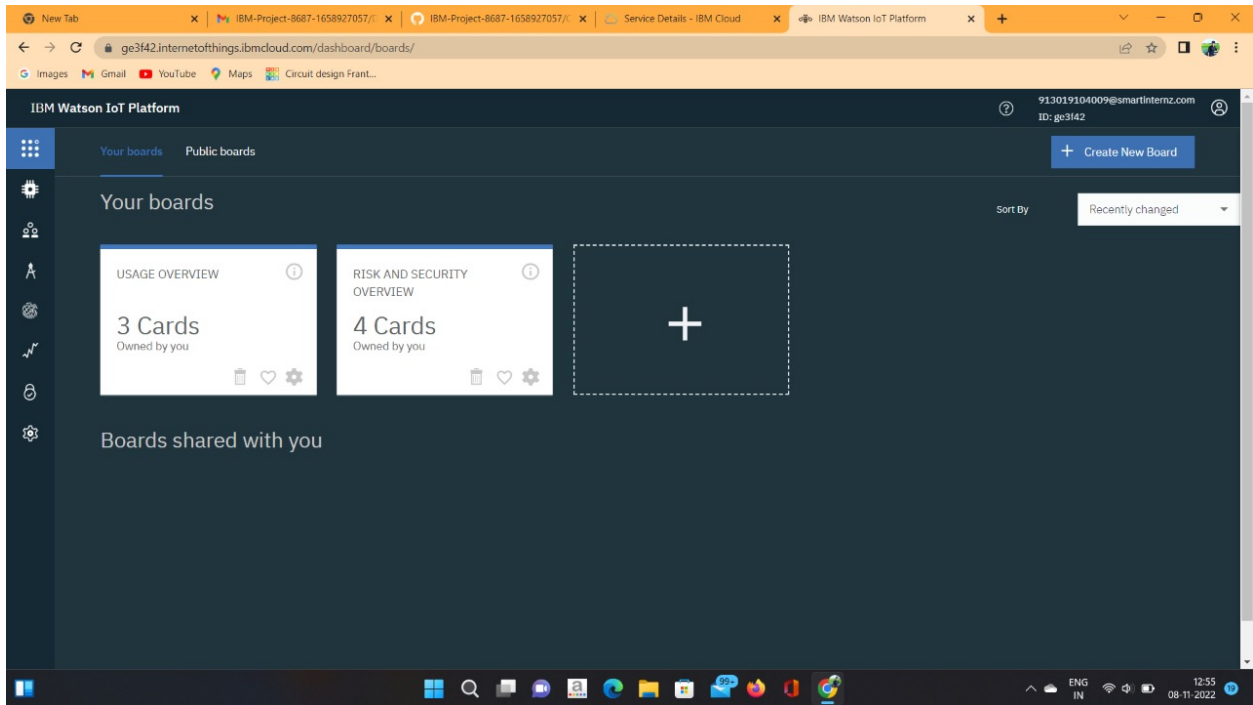 New Tab
IBM-Project-8687-1658927057/
IBM-Project-8687-1658927057/
Service Details - IBM Cloud
IBM Watson IoT Platform
ge3f42.internetofthings.ibmcloud.com/dashboard/boards/
Images
Gmail
YouTube
Maps
Circuit design Frant...
IBM Watson IoT Platform
913019104009@smartinternz.com
ID: ge3f42
Your boards
Public boards
Create New Board
Your boards
Sort By
Recently changed
USAGE OVERVIEW
3 Cards
Owned by you
RISK AND SECURITY
OVERVIEW
4 Cards
Owned by you
Boards shared with you
99+
ENG
IN
12:55
08-11-2022
19